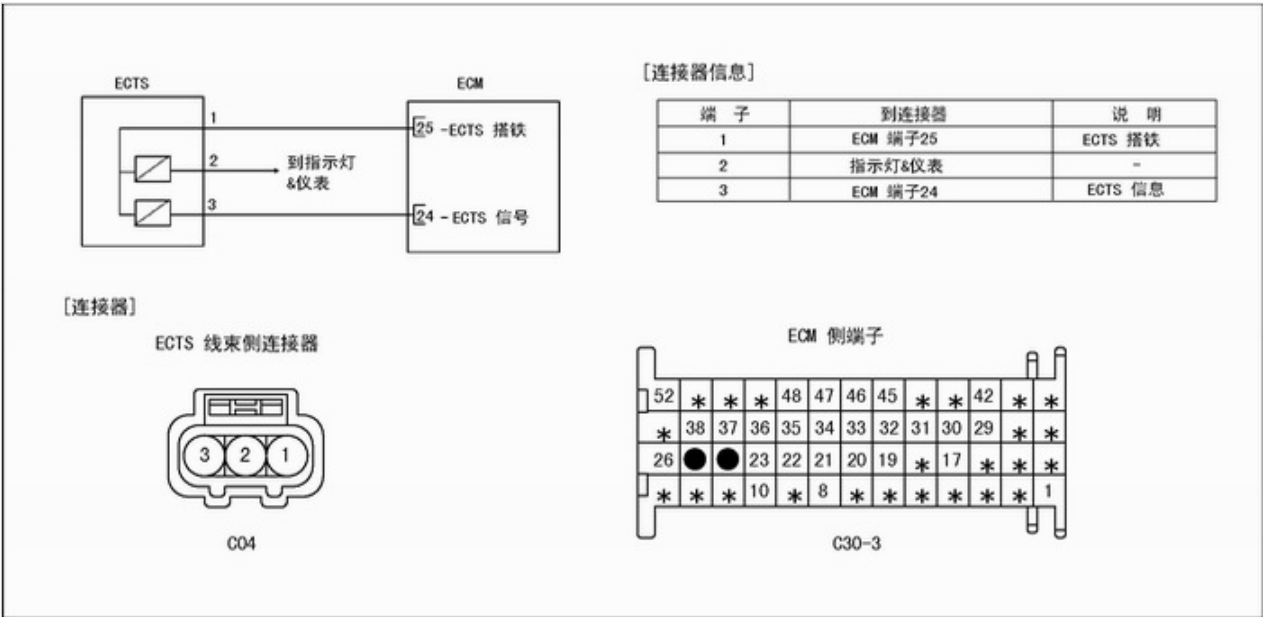 ECTS
ECM
1
25 -ECTS 搭铁
2
到指示灯
&仪表
3
24 - ECTS 信号
[连接器信息]
端 子 到连接器 说 明
1 ECM 端子25 ECTS 搭铁
2 指示灯&仪表 -
3 ECM 端子24 ECTS 信息
[连接器]
ECTS 线束侧连接器
3 2 1
C04
ECM 侧端子
52 * * * 48 47 46 45 * * 42 * *
* 38 37 36 35 34 33 32 31 30 29 * *
26 ● ● 23 22 21 20 19 * 17 * * *
* * * 10 * 8 * * * * * * 1
C30-3